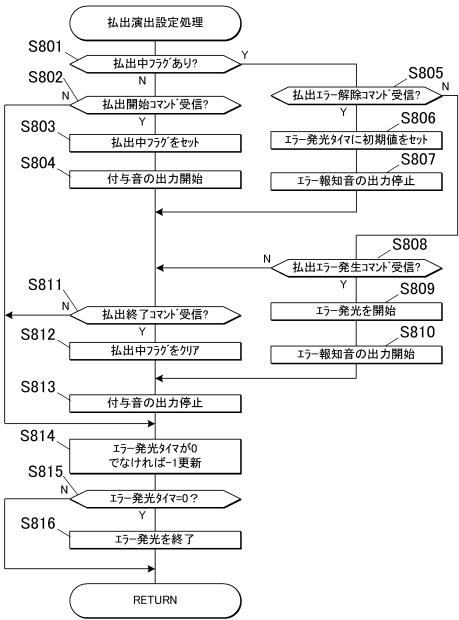 払出演出設定処理
S801
払出中フラグあり?
Y
N
S802
払出開始コマンド受信?
N
Y
S803
払出中フラグをセット
S804
付与音の出力開始
S805
払出エラー解除コマンド受信?
N
Y
S806
エラー発光タイマに初期値をセット
S807
エラー報知音の出力停止
S808
払出エラー発生コマンド受信?
N
Y
S809
エラー発光を開始
S810
エラー報知音の出力開始
S811
払出終了コマンド受信?
N
Y
S812
払出中フラグをクリア
S813
付与音の出力停止
S814
エラー発光タイマが0
でなければ-1更新
S815
エラー発光タイマ=0?
N
Y
S816
エラー発光を終了
RETURN